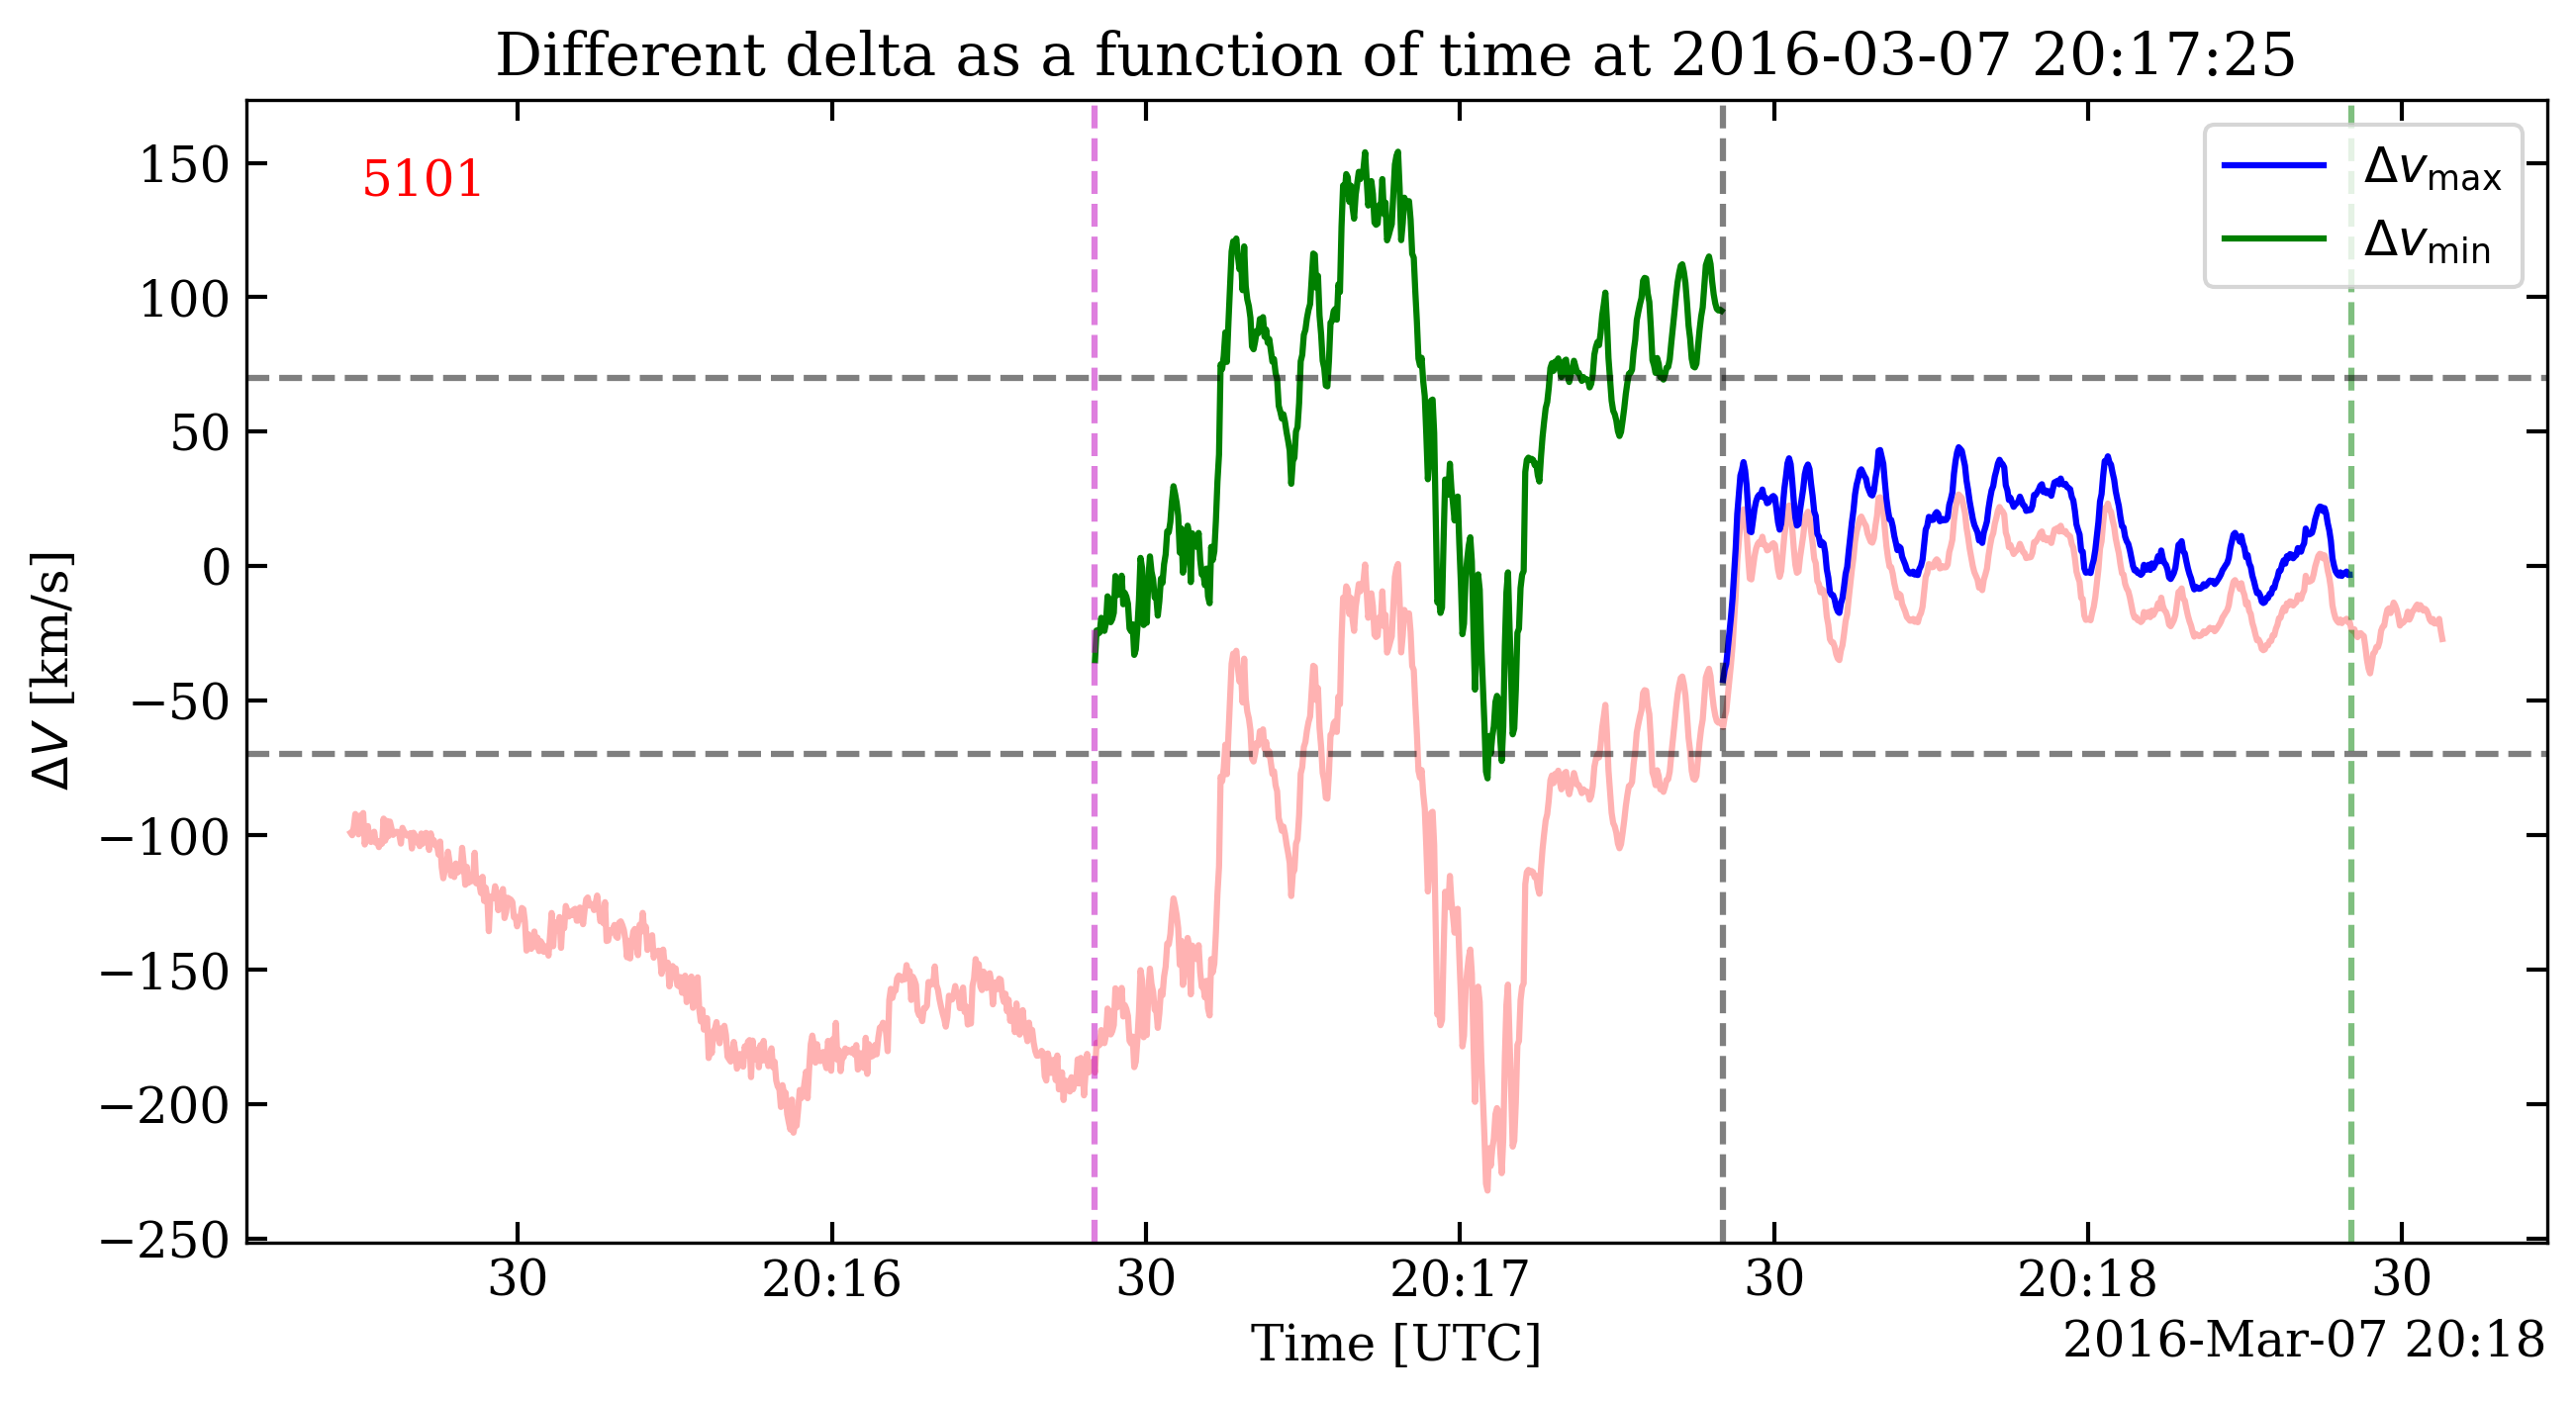 Different delta as a function of time at 2016-03-07 20:17:25
5101
Δv_max
Δv_min
150
100
50
0
−50
−100
−150
−200
−250
ΔV [km/s]
30 20:16 30 20:17 30 20:18 30
Time [UTC]
2016-Mar-07 20:18